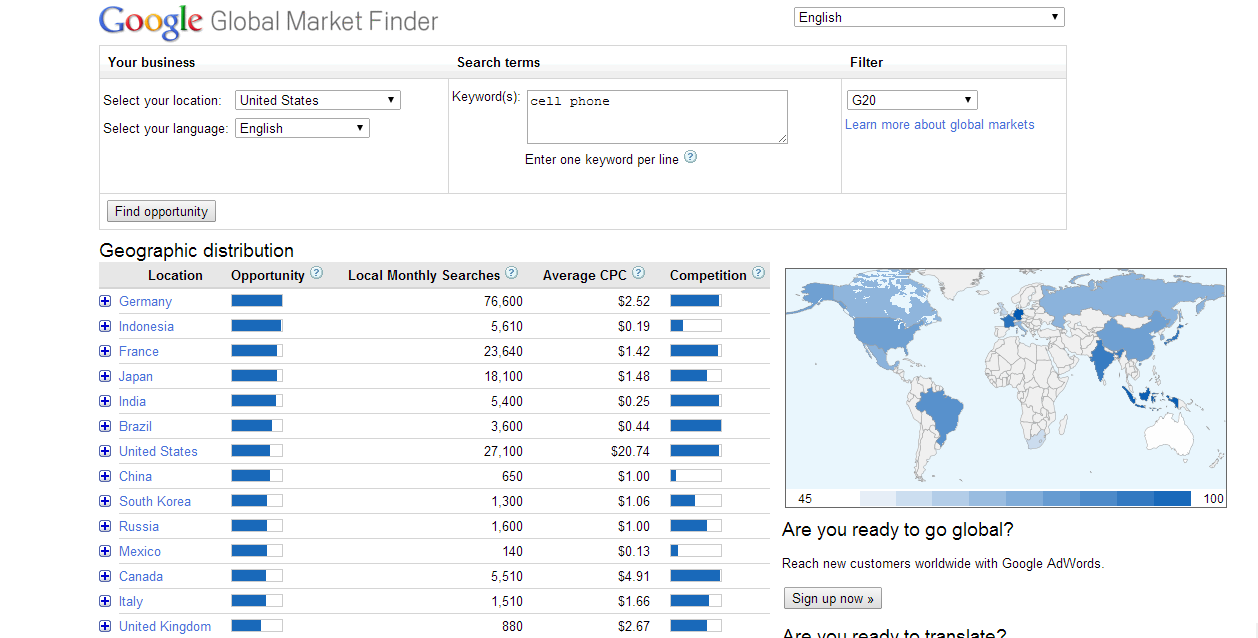 Google Global Market Finder
English
Your business Search terms Filter
Select your location: United States Keyword(s): cell phone G20
Learn more about global markets
Select your language: English
Enter one keyword per line ?
Find opportunity
Geographic distribution
Location Opportunity ? Local Monthly Searches ? Average CPC ? Competition ?
Germany 76,600 $2.52
Indonesia 5,610 $0.19
France 23,640 $1.42
Japan 18,100 $1.48
India 5,400 $0.25
Brazil 3,600 $0.44
United States 27,100 $20.74
China 650 $1.00
South Korea 1,300 $1.06
Russia 1,600 $1.00
Mexico 140 $0.13
Canada 5,510 $4.91
Italy 1,510 $1.66
United Kingdom 880 $2.67
45 100
Are you ready to go global?
Reach new customers worldwide with Google AdWords.
Sign up now »
Are you ready to translate?